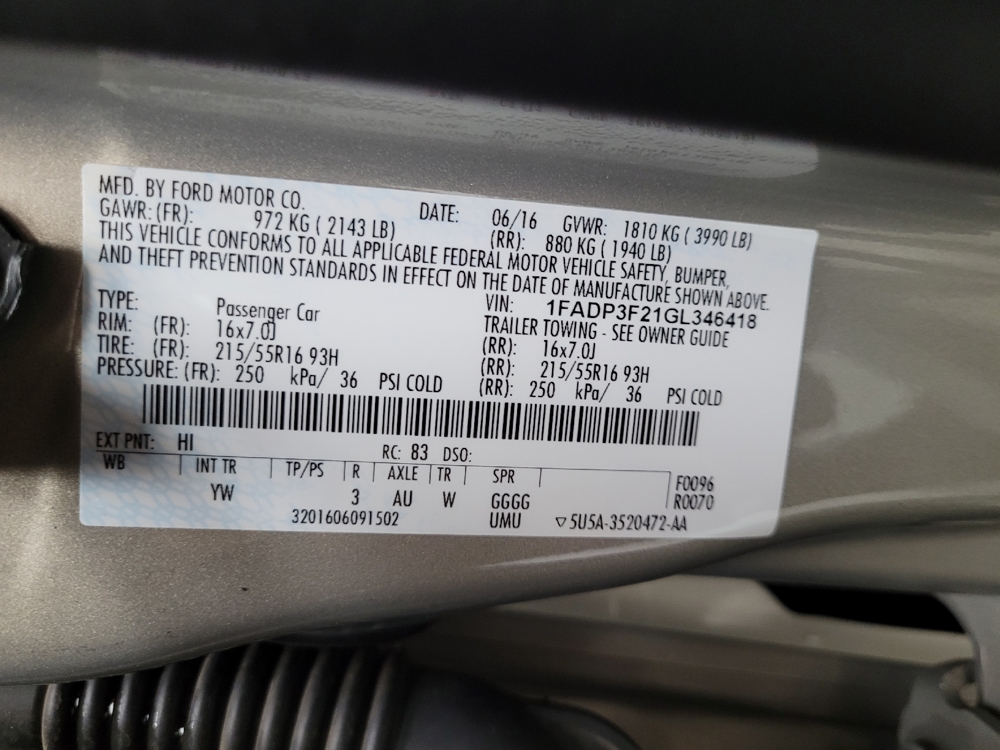 MFD. BY FORD MOTOR CO. DATE: 06/16 GVWR: 1810 KG ( 3990 LB)
GAWR: (FR): 972 KG ( 2143 LB) (RR): 880 KG ( 1940 LB)
THIS VEHICLE CONFORMS TO ALL APPLICABLE FEDERAL MOTOR VEHICLE SAFETY, BUMPER,
AND THEFT PREVENTION STANDARDS IN EFFECT ON THE DATE OF MANUFACTURE SHOWN ABOVE.
VIN: 1FADP3F21GL346418
TYPE: Passenger Car TRAILER TOWING - SEE OWNER GUIDE
RIM: (FR): 16x7.0J (RR): 16x7.0J
TIRE: (FR): 215/55R16 93H (RR): 215/55R16 93H
PRESSURE: (FR): 250 kPa/ 36 PSI COLD (RR): 250 kPa/ 36 PSI COLD
EXT PNT: HI RC: 83 DSO:
WB INT TR TP/PS R AXLE TR SPR F0096
YW 3 AU W GGGG R0070
3201606091502 UMU ▽5U5A-3520472-AA